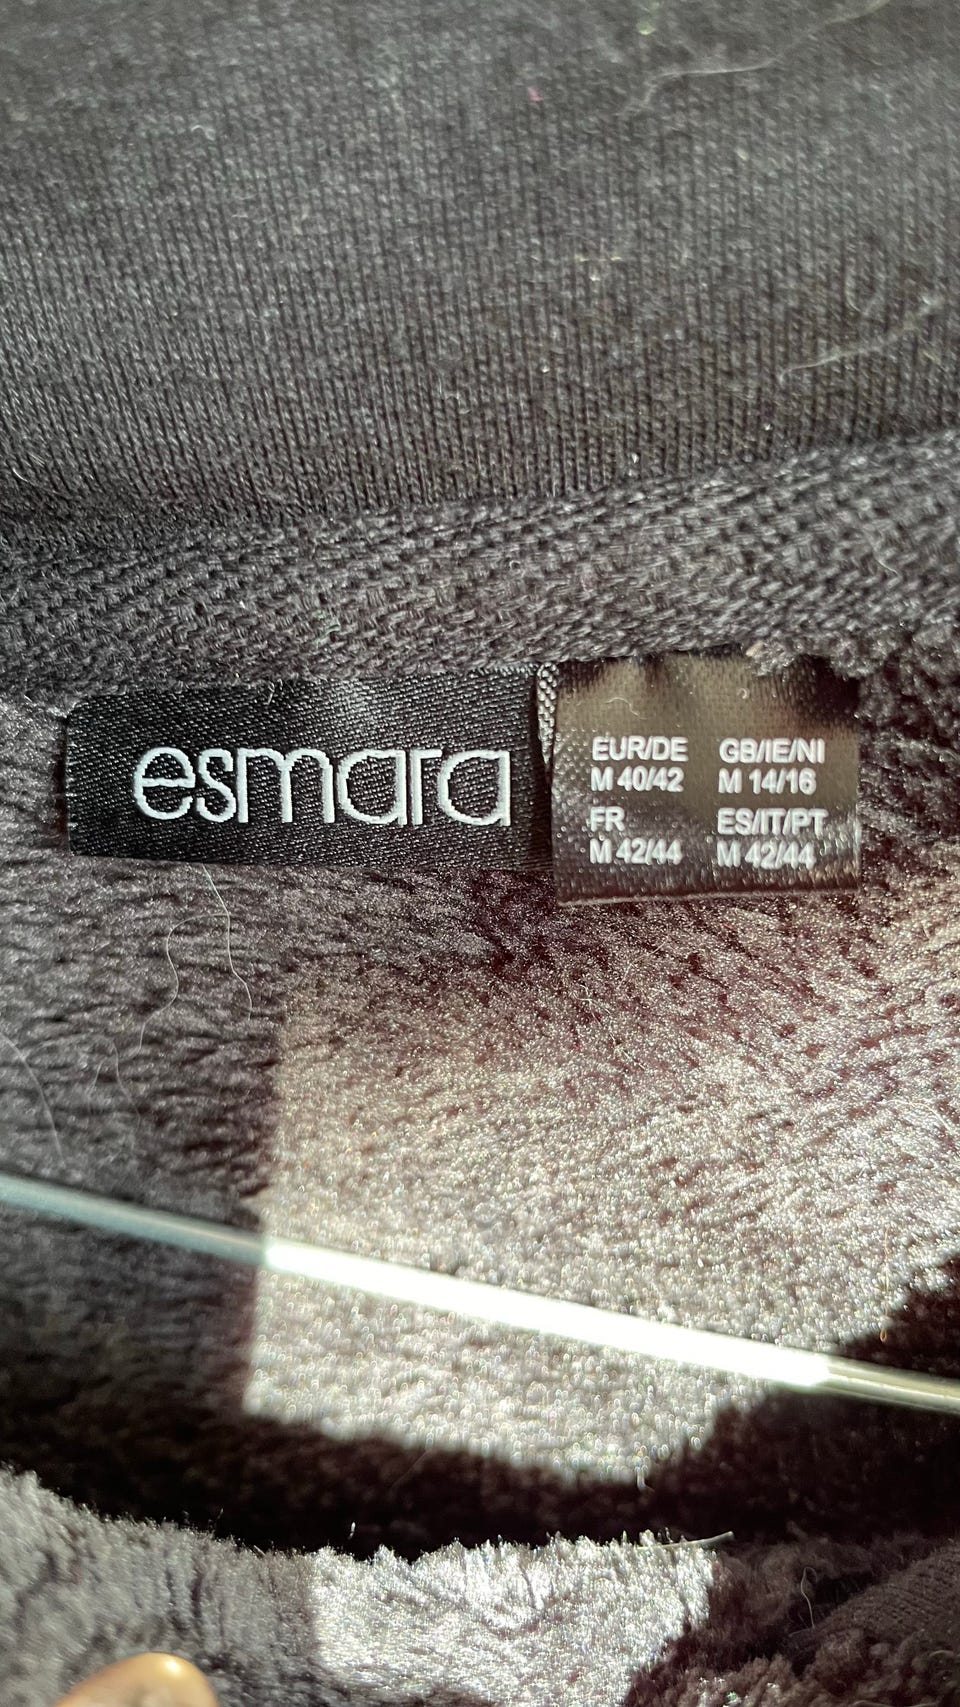 esmara
EUR/DE GB/IE/NI
M 40/42 M 14/16
FR ES/IT/PT
M 42/44 M 42/44